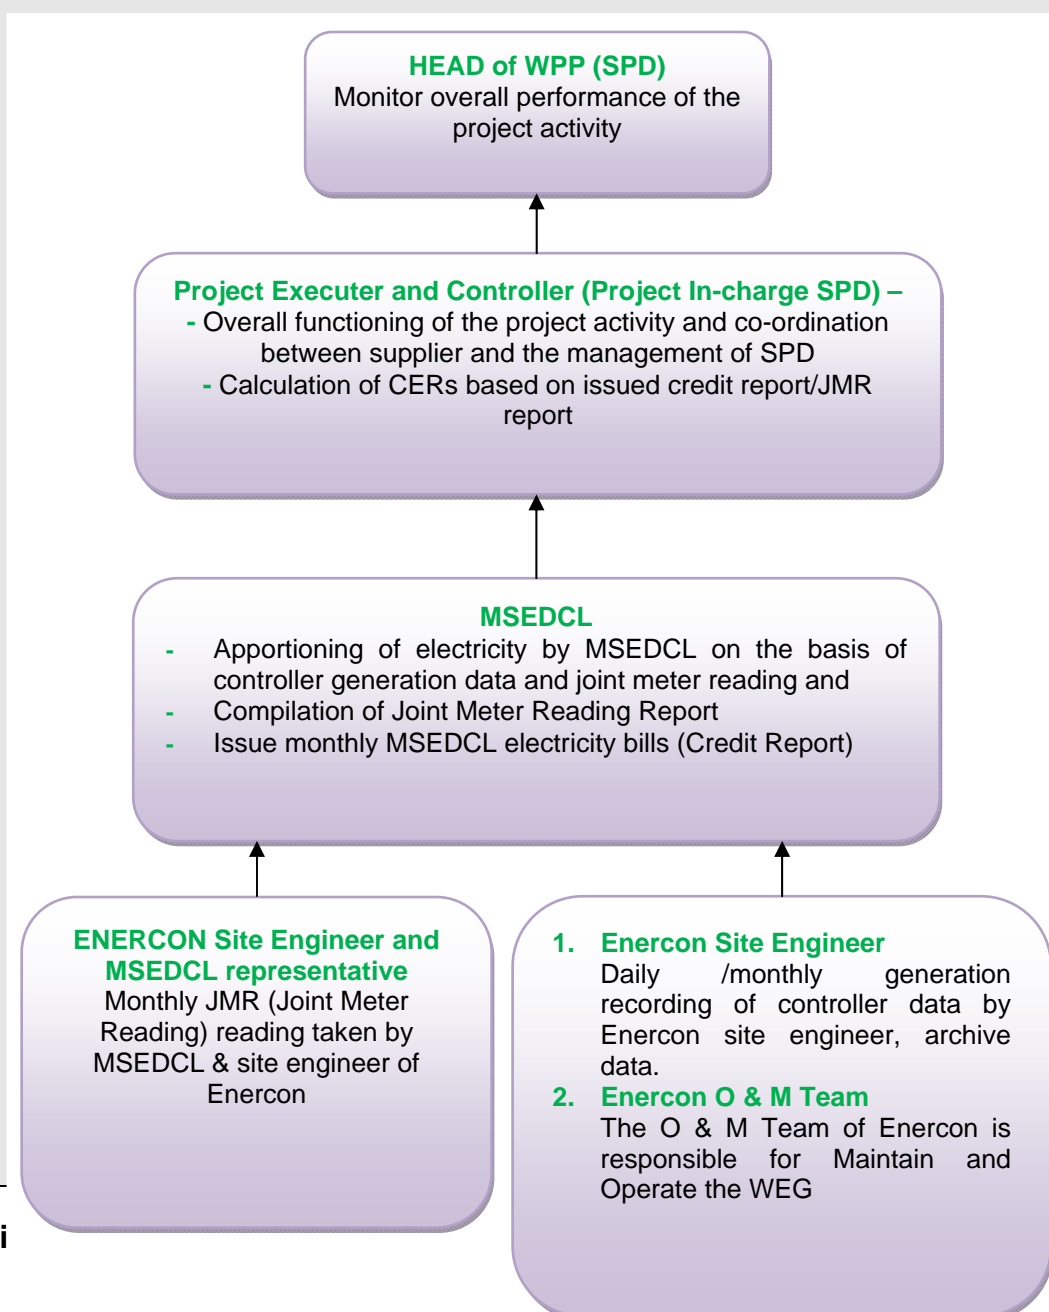 HEAD of WPP (SPD)
Monitor overall performance of the
project activity
Project Executer and Controller (Project In-charge SPD) –
- Overall functioning of the project activity and co-ordination
between supplier and the management of SPD
- Calculation of CERs based on issued credit report/JMR
report
MSEDCL
- Apportioning of electricity by MSEDCL on the basis of
controller generation data and joint meter reading and
- Compilation of Joint Meter Reading Report
- Issue monthly MSEDCL electricity bills (Credit Report)
ENERCON Site Engineer and
MSEDCL representative
Monthly JMR (Joint Meter
Reading) reading taken by
MSEDCL & site engineer of
Enercon
1. Enercon Site Engineer
Daily /monthly generation
recording of controller data by
Enercon site engineer, archive
data.
2. Enercon O & M Team
The O & M Team of Enercon is
responsible for Maintain and
Operate the WEG
i